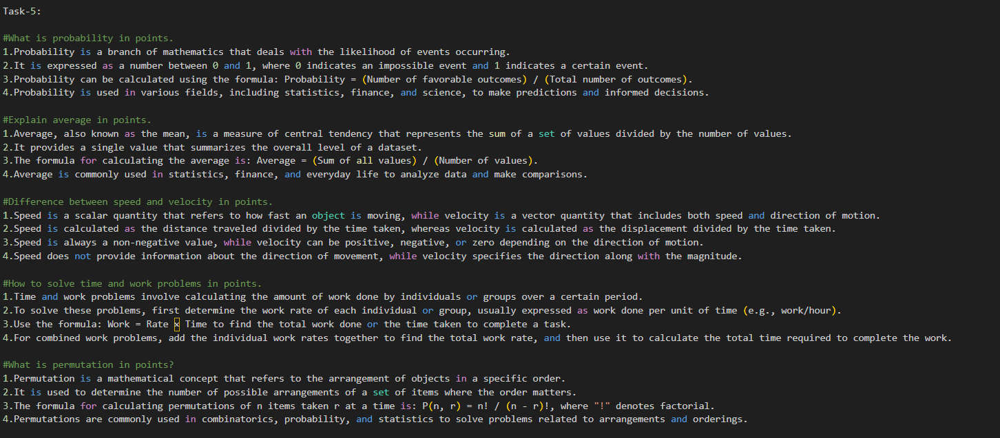 Task-5:
#What is probability in points.
1.Probability is a branch of mathematics that deals with the likelihood of events occurring.
2.It is expressed as a number between 0 and 1, where 0 indicates an impossible event and 1 indicates a certain event.
3.Probability can be calculated using the formula: Probability = (Number of favorable outcomes) / (Total number of outcomes).
4.Probability is used in various fields, including statistics, finance, and science, to make predictions and informed decisions.
#Explain average in points.
1.Average, also known as the mean, is a measure of central tendency that represents the sum of a set of values divided by the number of values.
2.It provides a single value that summarizes the overall level of a dataset.
3.The formula for calculating the average is: Average = (Sum of all values) / (Number of values).
4.Average is commonly used in statistics, finance, and everyday life to analyze data and make comparisons.
#Difference between speed and velocity in points.
1.Speed is a scalar quantity that refers to how fast an object is moving, while velocity is a vector quantity that includes both speed and direction of motion.
2.Speed is calculated as the distance traveled divided by the time taken, whereas velocity is calculated as the displacement divided by the time taken.
3.Speed is always a non-negative value, while velocity can be positive, negative, or zero depending on the direction of motion.
4.Speed does not provide information about the direction of movement, while velocity specifies the direction along with the magnitude.
#How to solve time and work problems in points.
1.Time and work problems involve calculating the amount of work done by individuals or groups over a certain period.
2.To solve these problems, first determine the work rate of each individual or group, usually expressed as work done per unit of time (e.g., work/hour).
3.Use the formula: Work = Rate × Time to find the total work done or the time taken to complete a task.
4.For combined work problems, add the individual work rates together to find the total work rate, and then use it to calculate the total time required to complete the work.
#What is permutation in points?
1.Permutation is a mathematical concept that refers to the arrangement of objects in a specific order.
2.It is used to determine the number of possible arrangements of a set of items where the order matters.
3.The formula for calculating permutations of n items taken r at a time is: P(n, r) = n! / (n - r)!, where "!" denotes factorial.
4.Permutations are commonly used in combinatorics, probability, and statistics to solve problems related to arrangements and orderings.